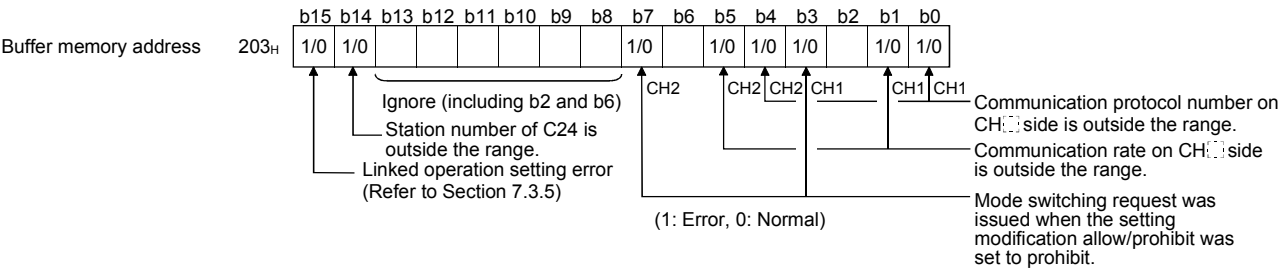 b15 b14 b13 b12 b11 b10 b9 b8 b7 b6 b5 b4 b3 b2 b1 b0
Buffer memory address 203H 1/0 1/0 1/0 1/0 1/0 1/0 1/0 1/0
CH2 CH2 CH2 CH1 CH1 CH1
Ignore (including b2 and b6)
Station number of C24 is
outside the range.
Linked operation setting error
(Refer to Section 7.3.5)
(1: Error, 0: Normal)
Communication protocol number on
CH side is outside the range.
Communication rate on CH side
is outside the range.
Mode switching request was
issued when the setting
modification allow/prohibit was
set to prohibit.